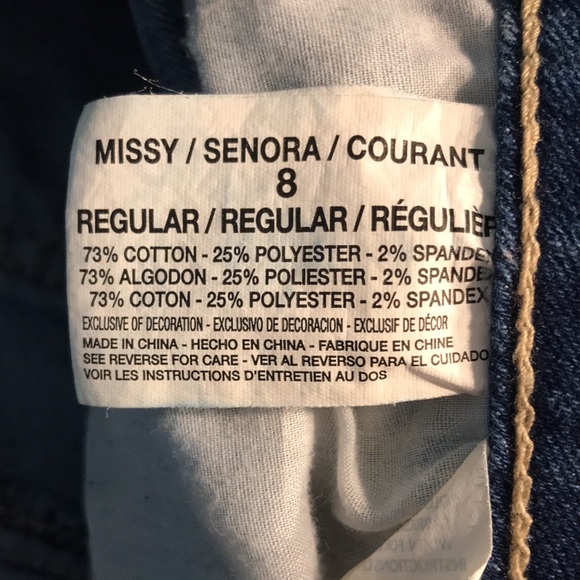 MISSY / SENORA / COURANT
8
REGULAR / REGULAR / RÉGULIÈR
73% COTTON - 25% POLYESTER - 2% SPANDEX
73% ALGODON - 25% POLIESTER - 2% SPANDEX
73% COTON - 25% POLYESTER - 2% SPANDEX
EXCLUSIVE OF DECORATION - EXCLUSIVO DE DECORACION - EXCLUSIF DE DÉCOR
MADE IN CHINA - HECHO EN CHINA - FABRIQUE EN CHINE
SEE REVERSE FOR CARE - VER AL REVERSO PARA EL CUIDADO
VOIR LES INSTRUCTIONS D'ENTRETIEN AU DOS
INSTRUCTIONS